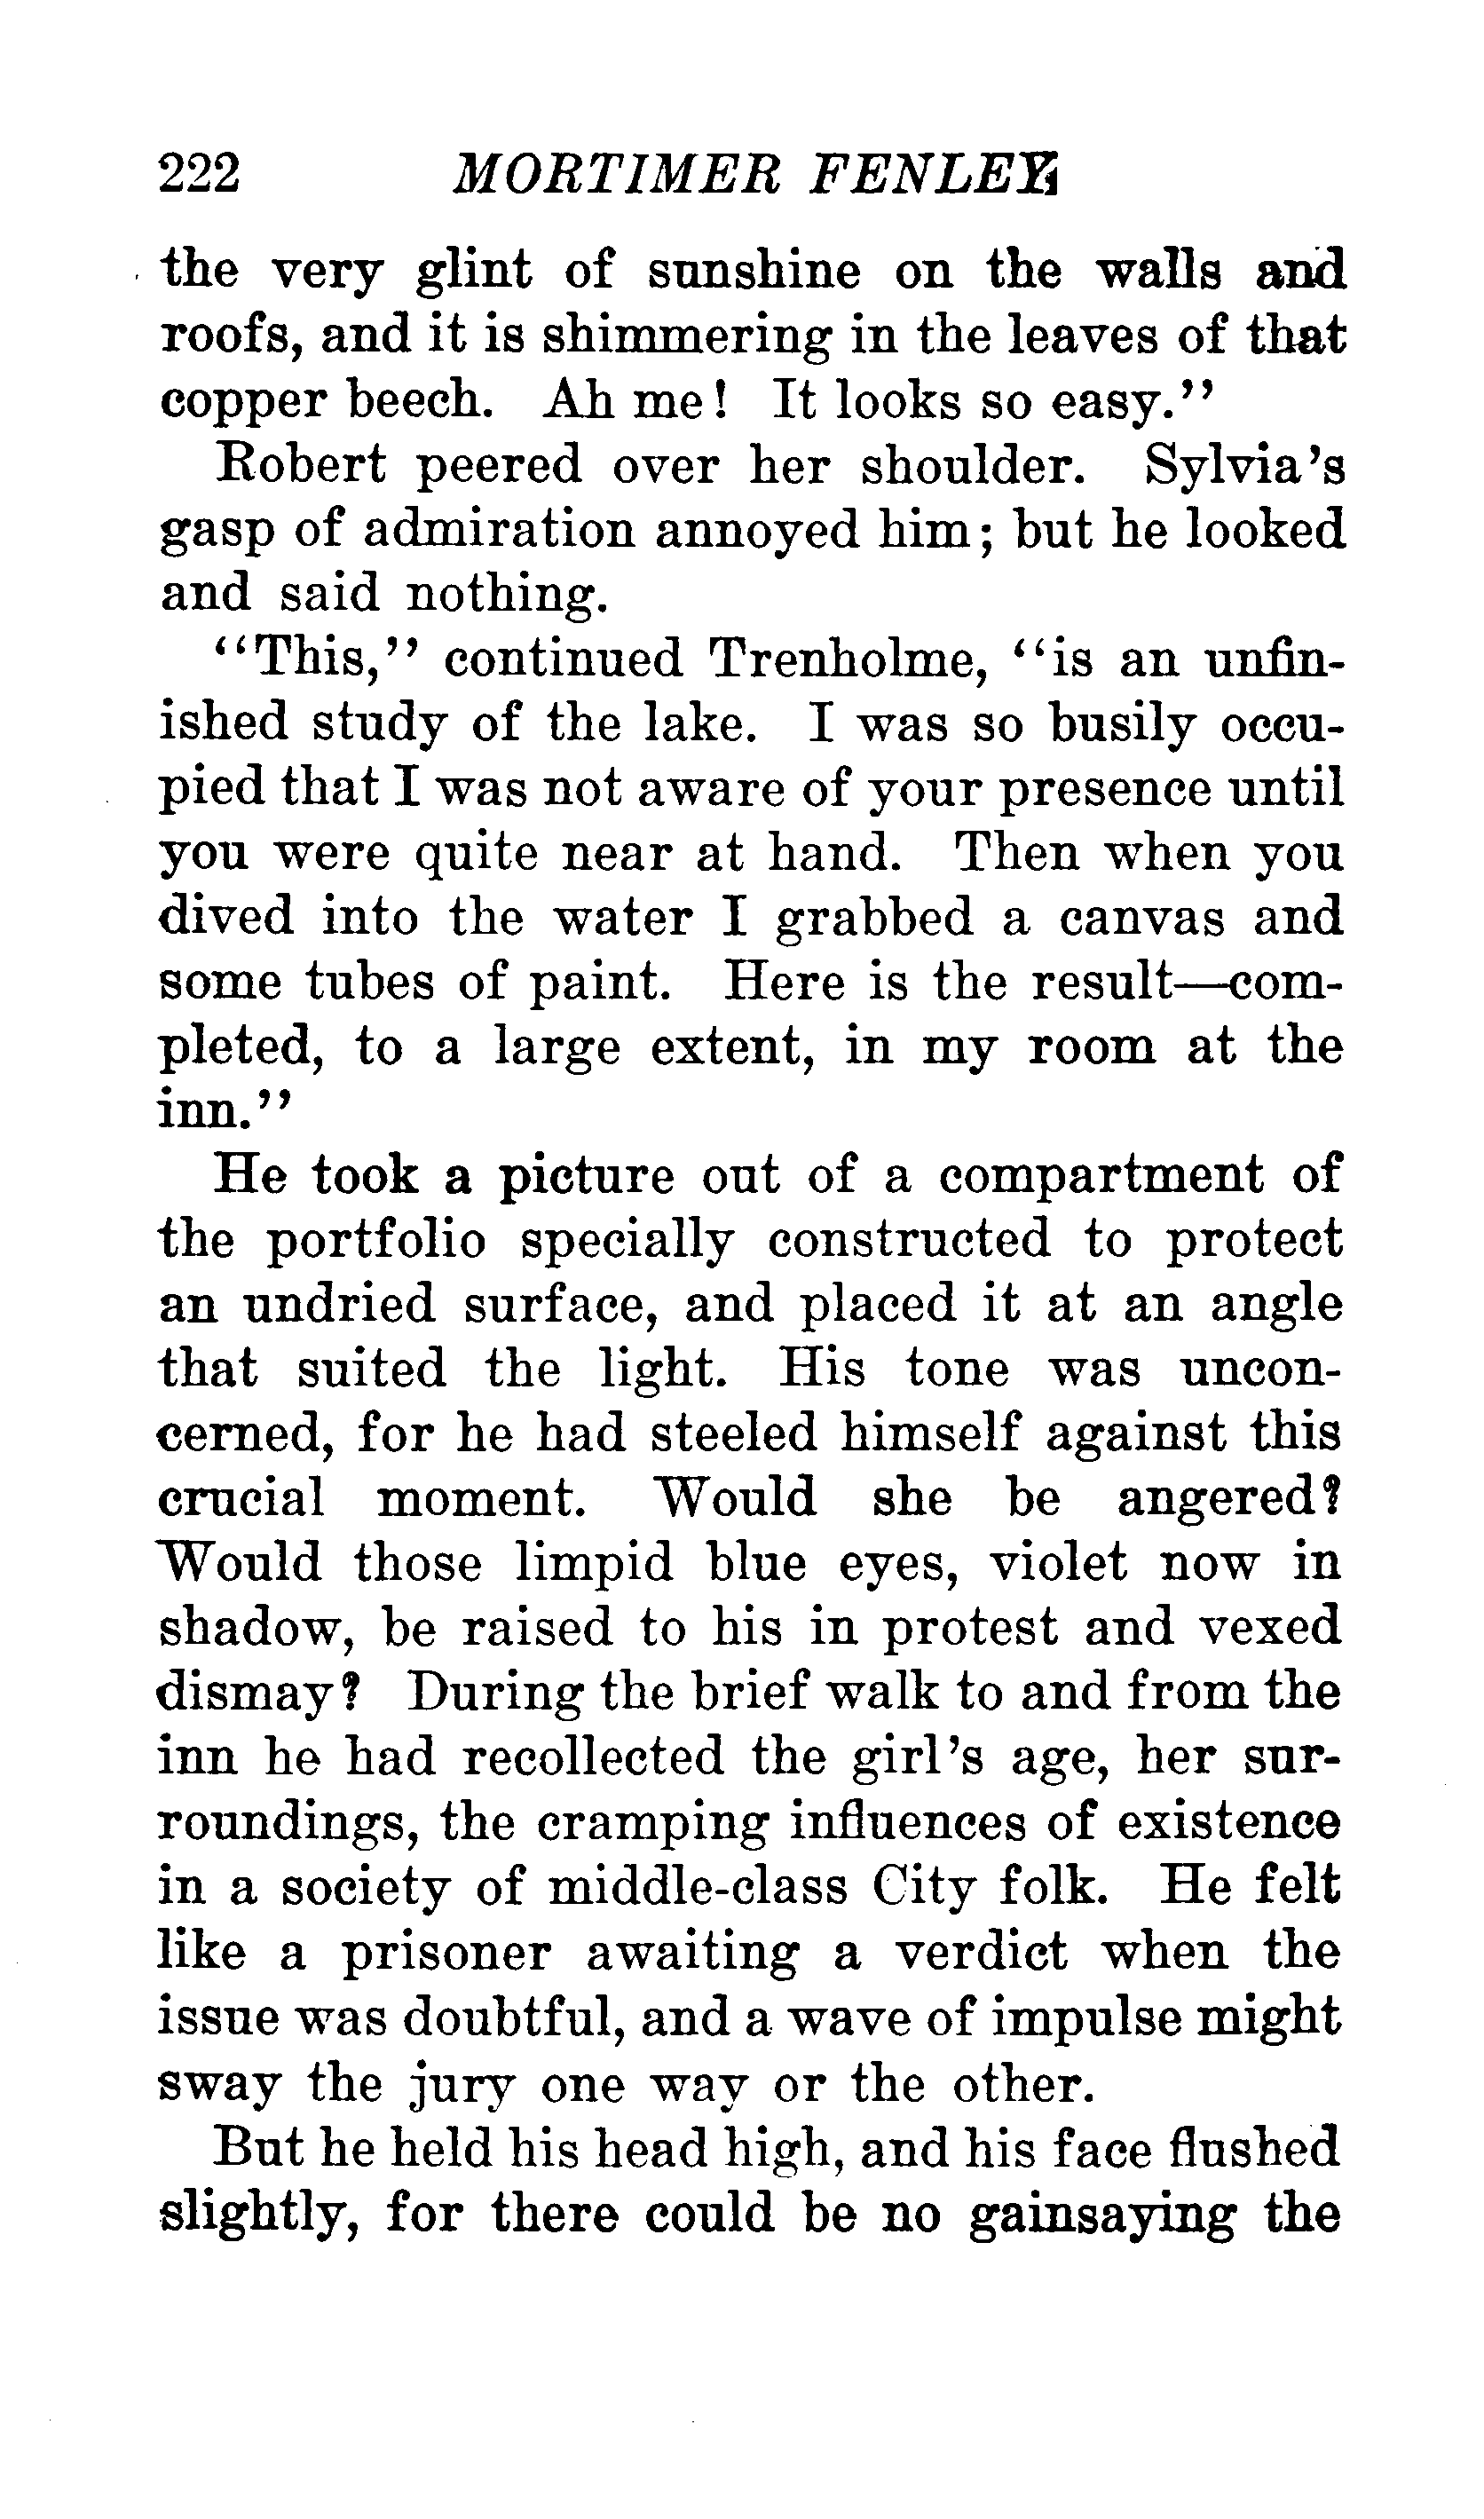 222 MORTIMER FENLEY
the very glint of sunshine on the walls and
roofs, and it is shimmering in the leaves of that
copper beech. Ah me! It looks so easy."
Robert peered over her shoulder. Sylvia's
gasp of admiration annoyed him; but he looked
and said nothing.
"This," continued Trenholme, "is an unfin-
ished study of the lake. I was so busily occu-
pied that I was not aware of your presence until
you were quite near at hand. Then when you
dived into the water I grabbed a canvas and
some tubes of paint. Here is the result—com-
pleted, to a large extent, in my room at the
inn."
He took a picture out of a compartment of
the portfolio specially constructed to protect
an undried surface, and placed it at an angle
that suited the light. His tone was uncon-
cerned, for he had steeled himself against this
crucial moment. Would she be angered?
Would those limpid blue eyes, violet now in
shadow, be raised to his in protest and vexed
dismay? During the brief walk to and from the
inn he had recollected the girl's age, her sur-
roundings, the cramping influences of existence
in a society of middle-class City folk. He felt
like a prisoner awaiting a verdict when the
issue was doubtful, and a wave of impulse might
sway the jury one way or the other.
But he held his head high, and his face flushed
slightly, for there could be no gainsaying the